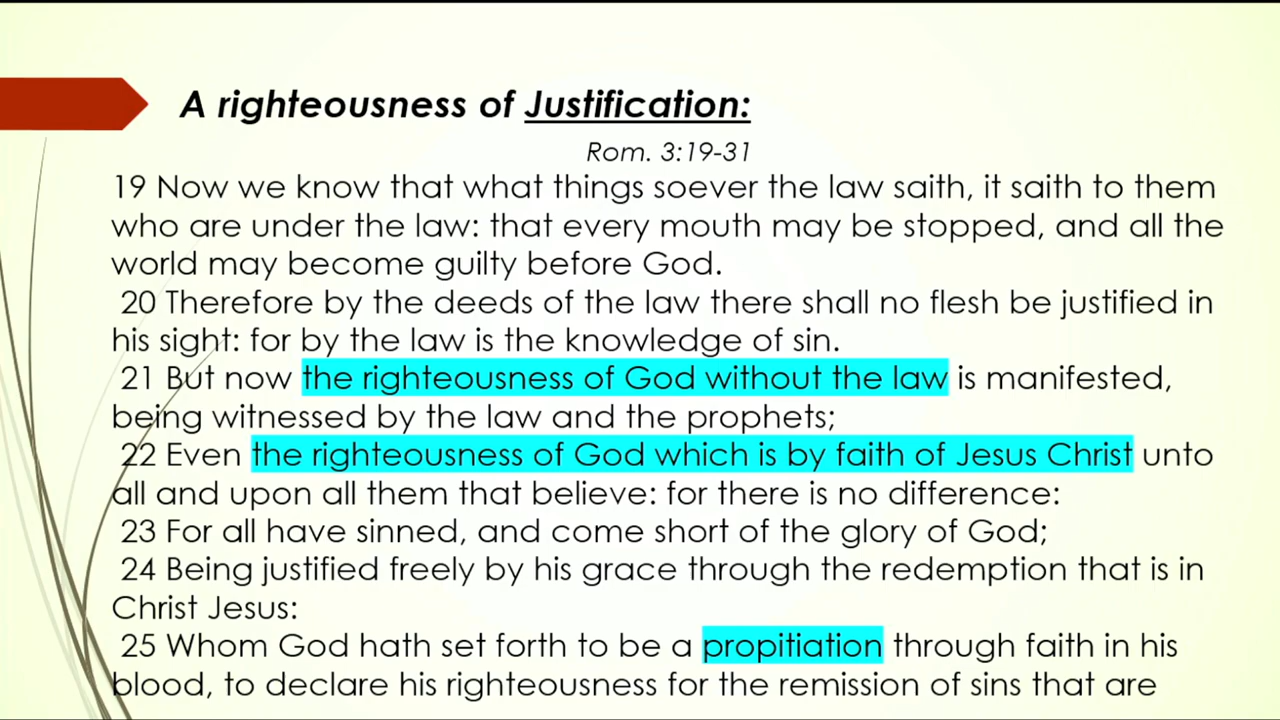 A righteousness of Justification:
Rom. 3:19-31
19 Now we know that what things soever the law saith, it saith to them
who are under the law: that every mouth may be stopped, and all the
world may become guilty before God.
20 Therefore by the deeds of the law there shall no flesh be justified in
his sight: for by the law is the knowledge of sin.
21 But now the righteousness of God without the law is manifested,
being witnessed by the law and the prophets;
22 Even the righteousness of God which is by faith of Jesus Christ unto
all and upon all them that believe: for there is no difference:
23 For all have sinned, and come short of the glory of God;
24 Being justified freely by his grace through the redemption that is in
Christ Jesus:
25 Whom God hath set forth to be a propitiation through faith in his
blood, to declare his righteousness for the remission of sins that are